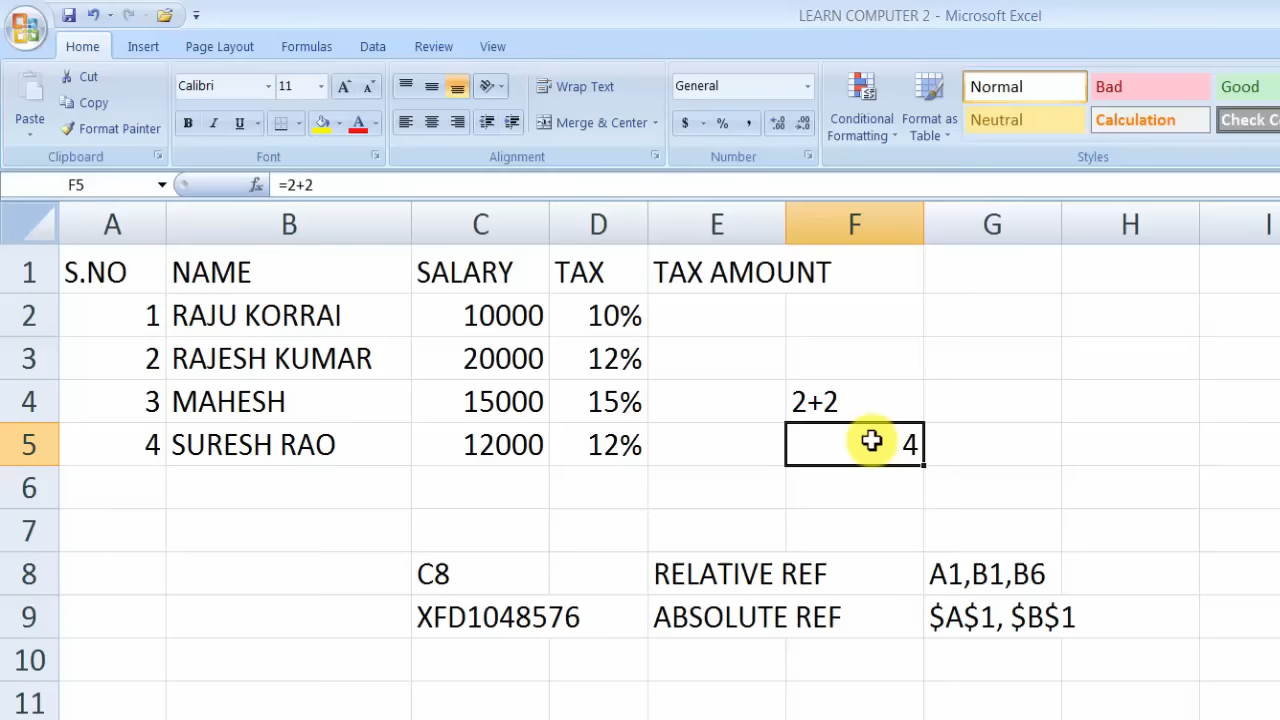 LEARN COMPUTER 2 - Microsoft Excel
Home Insert Page Layout Formulas Data Review View
Paste Cut Copy Format Painter
Calibri 11
B I U A
Wrap Text
Merge & Center
General
$ % ,
Conditional Formatting
Format as Table
Normal Bad Good
Neutral Calculation Check C
Clipboard Font Alignment Number Styles
F5 fx =2+2
A B C D E F G H I
1 S.NO NAME SALARY TAX TAX AMOUNT
2 1 RAJU KORRAI 10000 10%
3 2 RAJESH KUMAR 20000 12%
4 3 MAHESH 15000 15% 2+2
5 4 SURESH RAO 12000 12% 4
6
7
8 C8 RELATIVE REF A1,B1,B6
9 XFD1048576 ABSOLUTE REF $A$1, $B$1
10
11